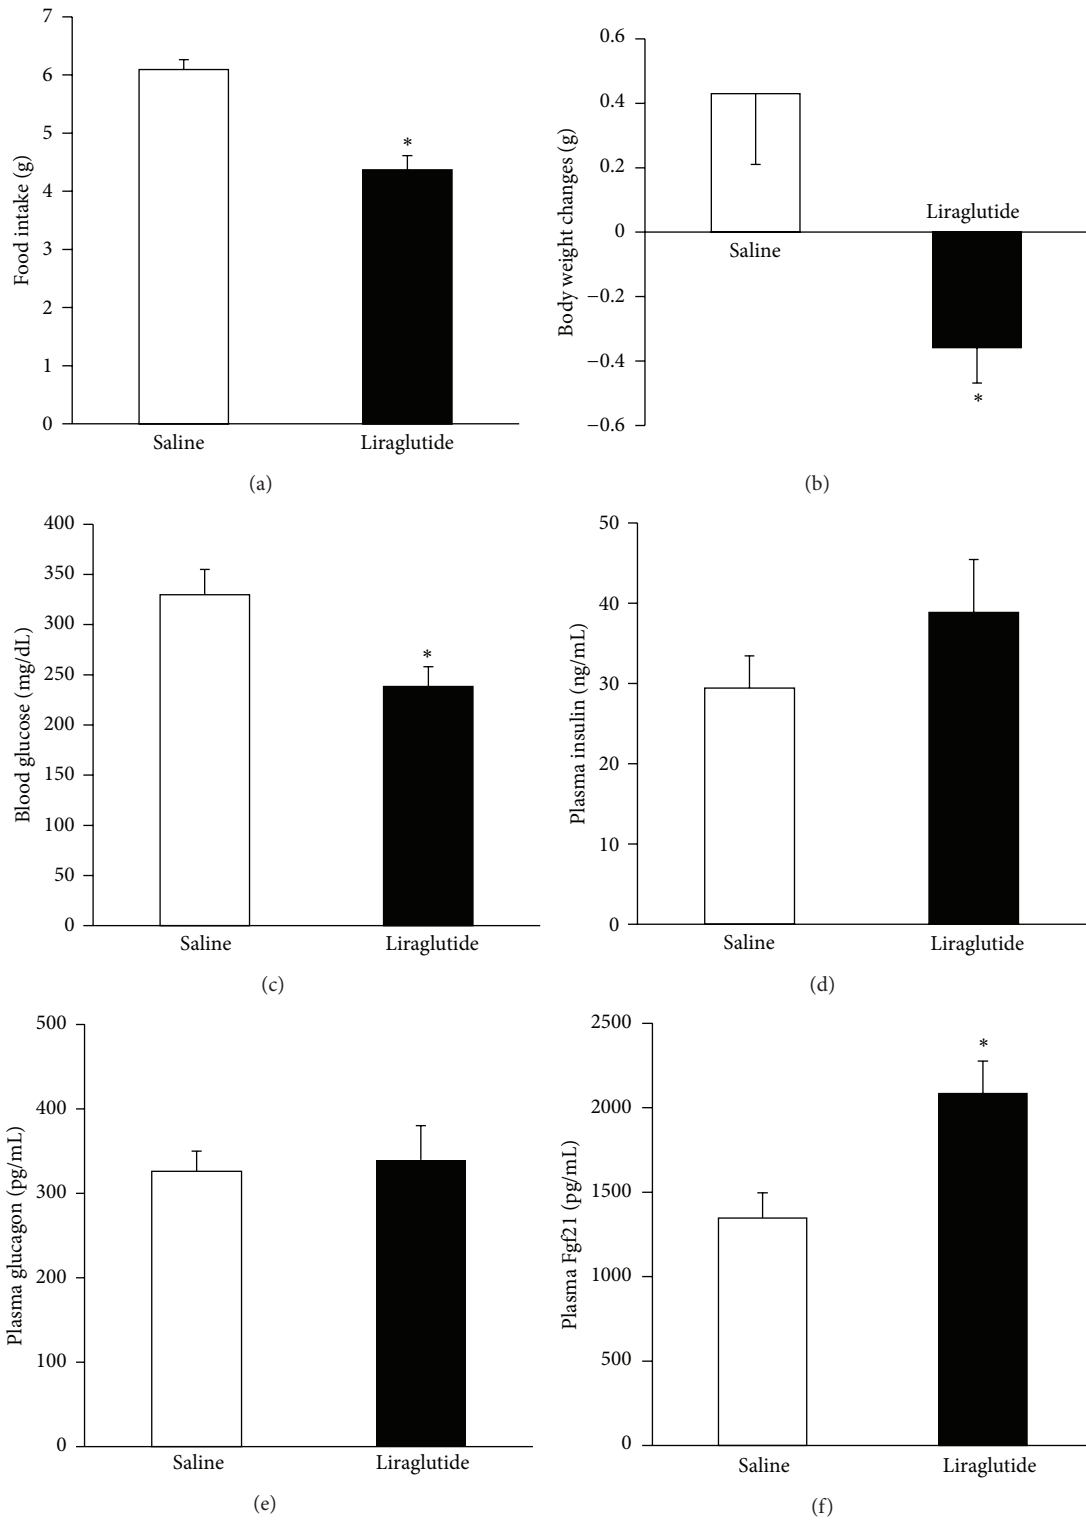 7
6
5
4
3
2
1
0
Food intake (g)
*
Saline
Liraglutide
(a)
0.6
0.4
0.2
0
−0.2
−0.4
−0.6
Body weight changes (g)
Saline
Liraglutide
*
(b)
400
350
300
250
200
150
100
50
0
Blood glucose (mg/dL)
*
Saline
Liraglutide
(c)
50
40
30
20
10
0
Plasma insulin (ng/mL)
Saline
Liraglutide
(d)
500
400
300
200
100
0
Plasma glucagon (pg/mL)
Saline
Liraglutide
(e)
2500
2000
1500
1000
500
0
Plasma Fgf21 (pg/mL)
*
Saline
Liraglutide
(f)